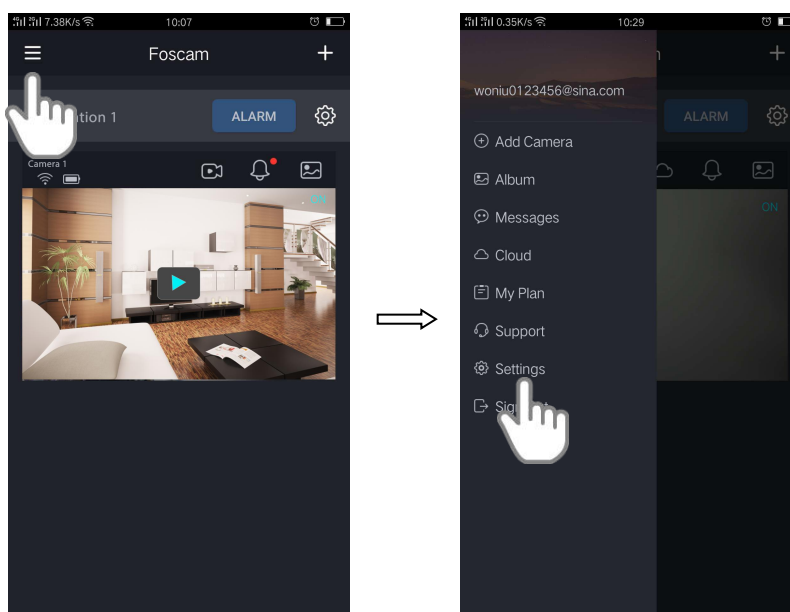 7.38K/s
10:07
Foscam
tion 1
ALARM
Camera 1
ON
0.35K/s
10:29
m
woniu0123456@sina.com
ALARM
Add Camera
Album
Messages
ON
Cloud
My Plan
Support
Settings